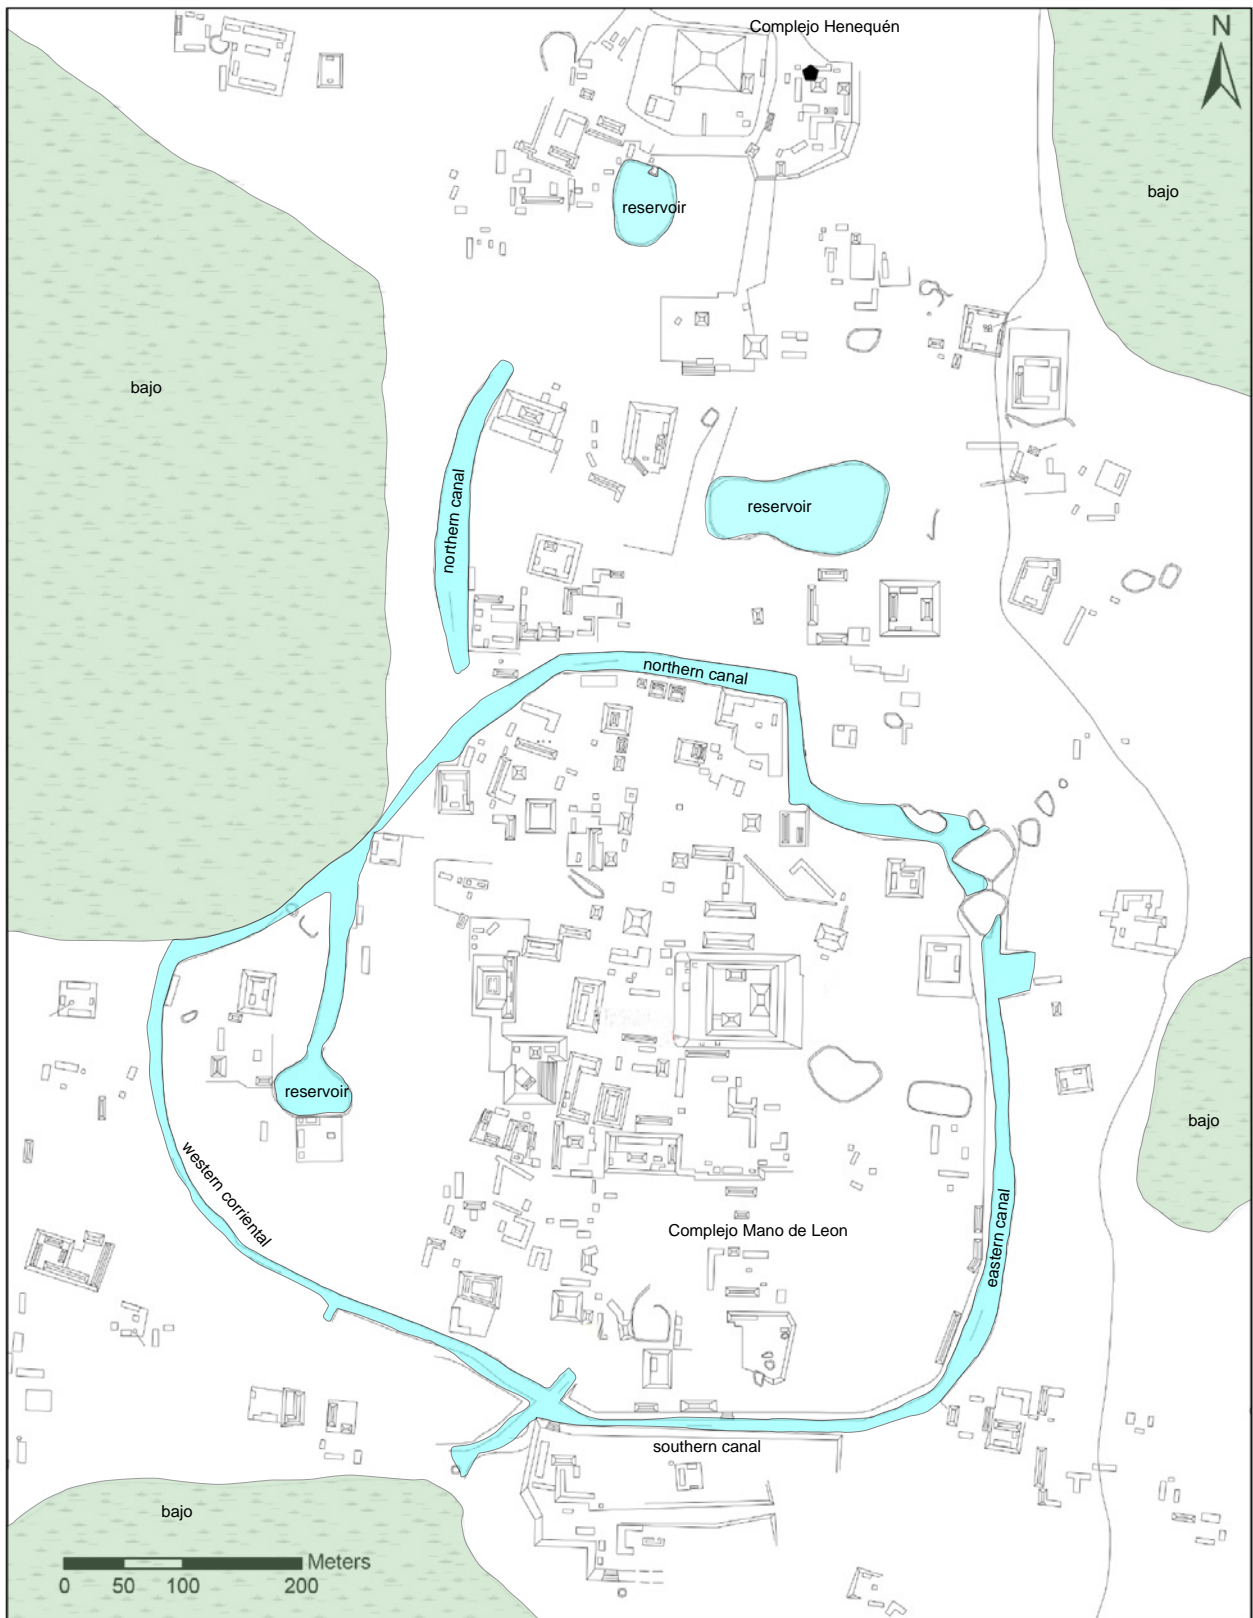 Complejo Henequén
N
bajo
reservoir
bajo
northern canal
reservoir
northern canal
reservoir
bajo
western corriental
Complejo Mano de Leon
eastern canal
southern canal
bajo
Meters
0 50 100 200